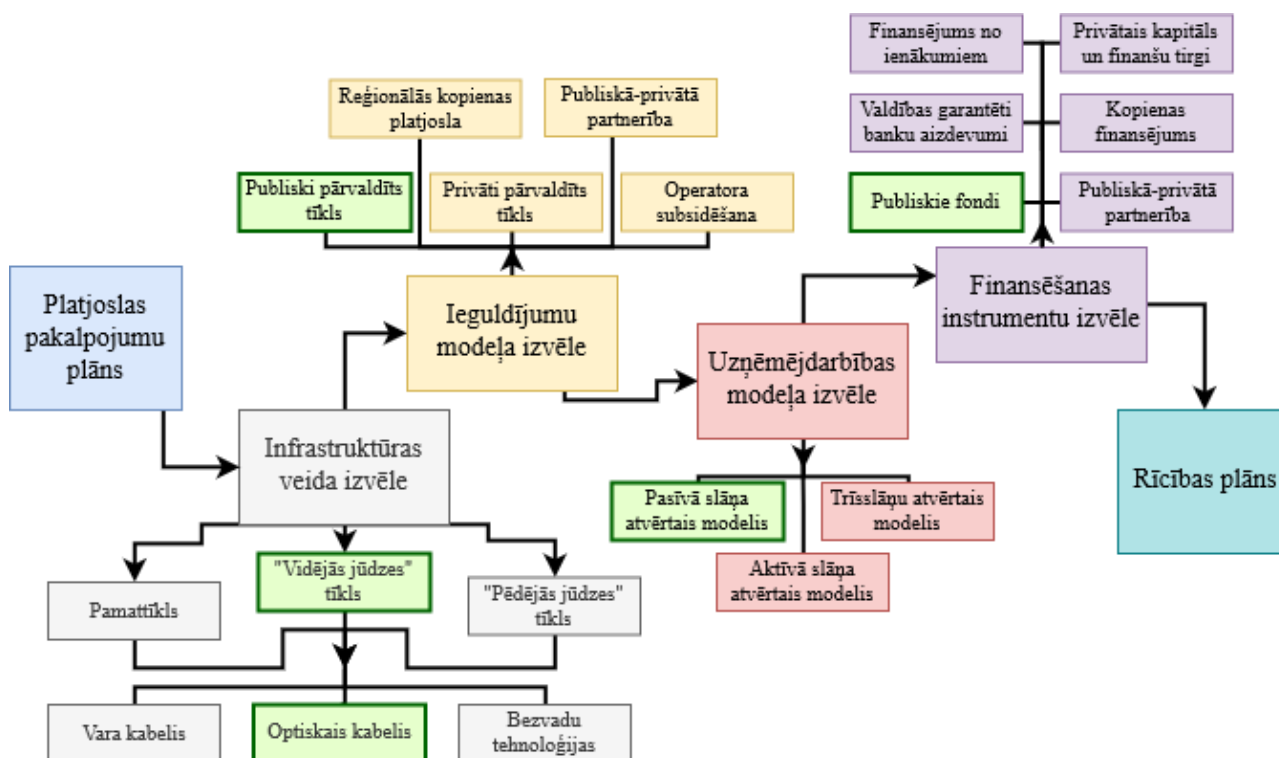 Finansējums no
ienākumiem
Privātais kapitāls
un finanšu tirgi
Reģionālās kopienas
platjosla
Publiskā-privātā
partnerība
Valdības garantēti
banku aizdevumi
Kopienas
finansējums
Publiski pārvaldīts
tīkls
Privāti pārvaldīts
tīkls
Operatora
subsidēšana
Publiskie fondi
Publiskā-privātā
partnerība
Platjoslas
pakalpojumu
plāns
Ieguldījumu
modeļa izvēle
Finansēšanas
instrumentu izvēle
Uzņēmējdarbības
modeļa izvēle
Infrastruktūras
veida izvēle
Rīcības plāns
Pasīvā slāņa
atvērtais modelis
Trīsslāņu atvērtais
modelis
Aktīvā slāņa
atvērtais modelis
Pamattīkls
"Vidējās jūdzes"
tīkls
"Pēdējās jūdzes"
tīkls
Vara kabelis
Optiskais kabelis
Bezvadu
tehnoloģijas